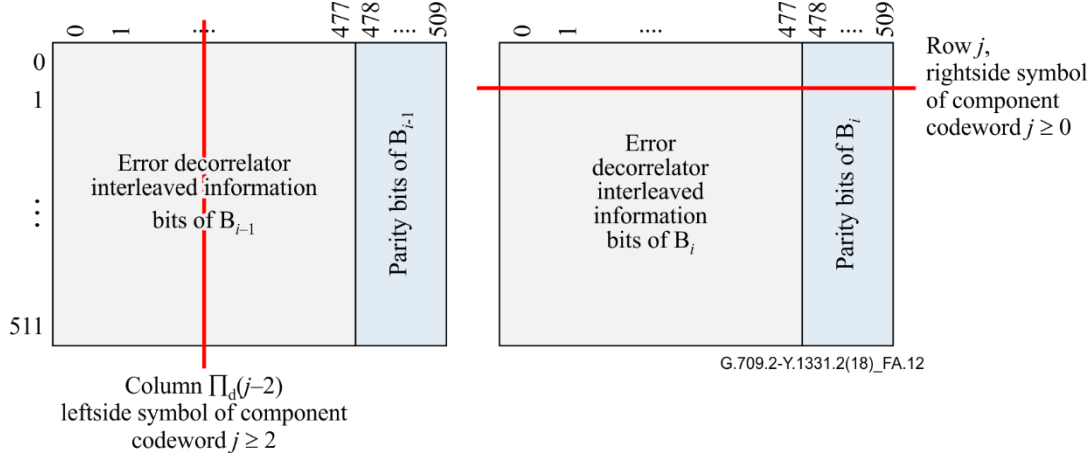 0 1 .... 477 478 .... 509
0
1
⋮
511
Error decorrelator
interleaved information
bits of Bi–1
Parity bits of Bi-1
Column ∏d(j–2)
leftside symbol of component
codeword j ≥ 2
0 1 .... 477 478 .... 509
Error
decorrelator
interleaved
information
bits of Bi
Parity bits of Bi
Row j,
rightside symbol
of component
codeword j ≥ 0
G.709.2-Y.1331.2(18)_FA.12